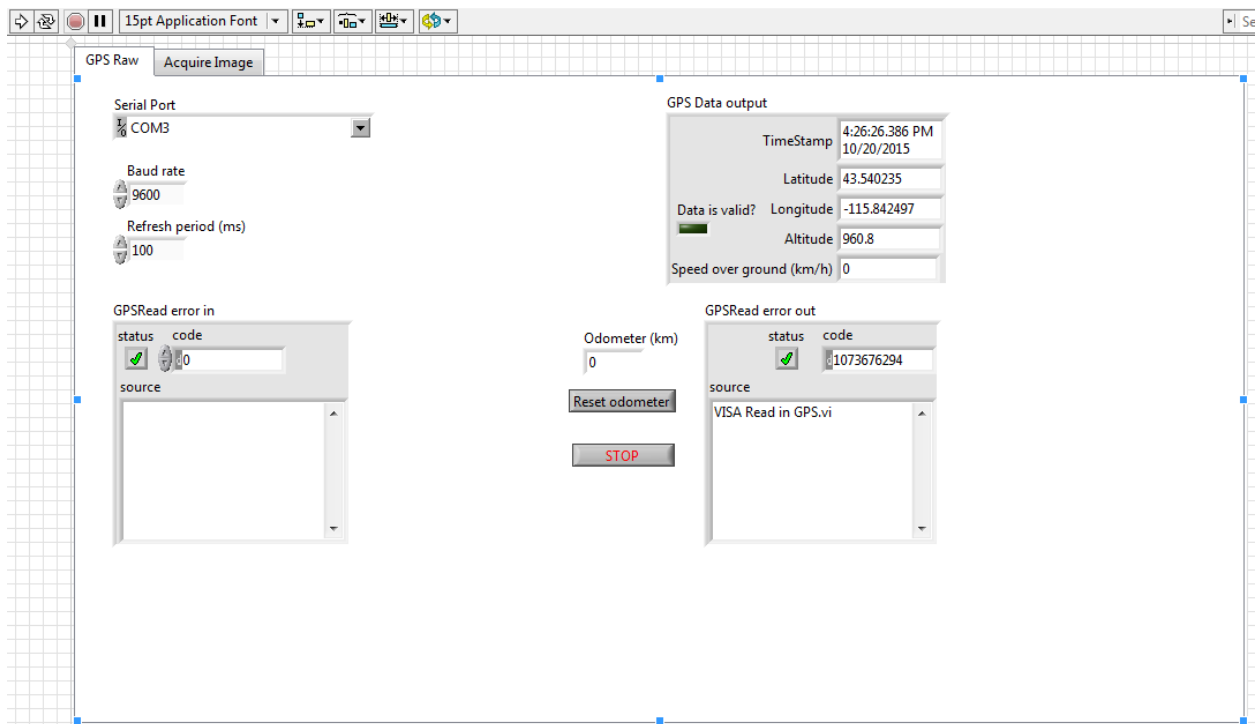 15pt Application Font
Se
GPS Raw
Acquire Image
Serial Port
COM3
Baud rate
9600
Refresh period (ms)
100
GPS Data output
TimeStamp
4:26:26.386 PM
10/20/2015
Latitude 43.540235
Data is valid? Longitude -115.842497
Altitude 960.8
Speed over ground (km/h) 0
GPSRead error in
status code
d0
source
Odometer (km)
0
Reset odometer
STOP
GPSRead error out
status code
d1073676294
source
VISA Read in GPS.vi